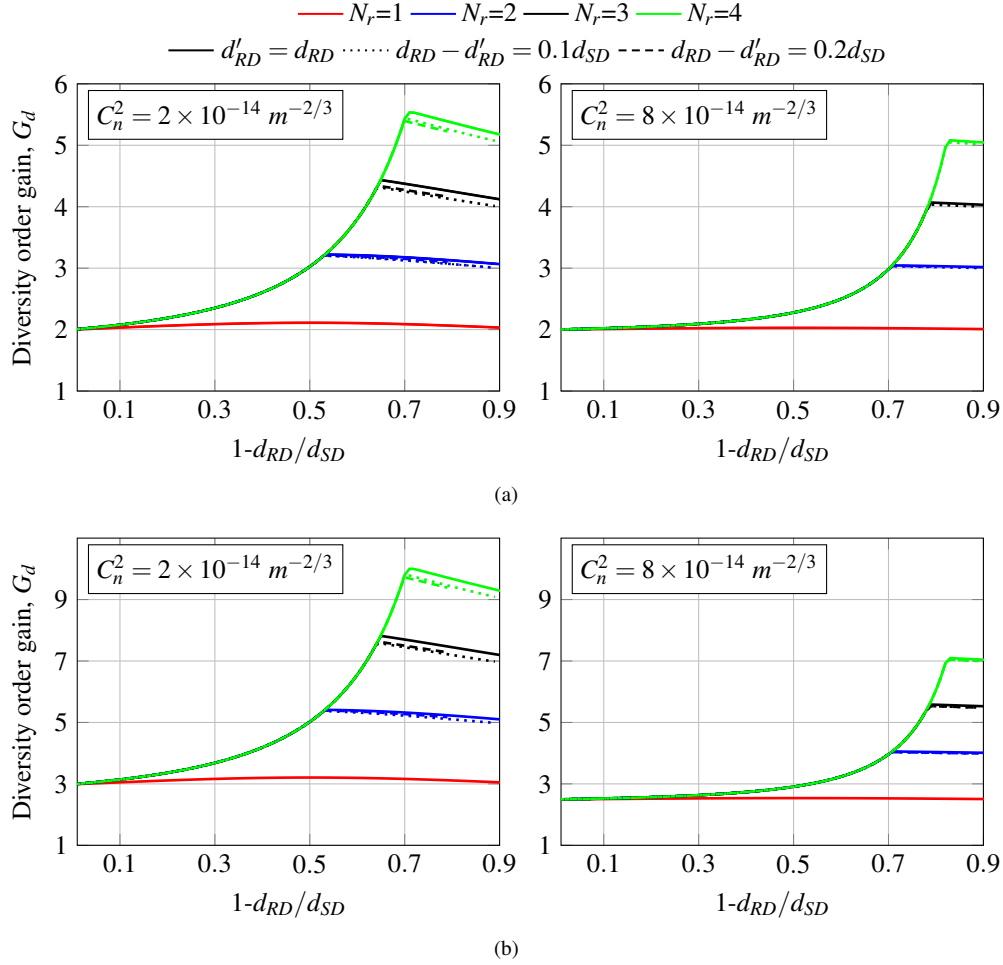 N_r=1 N_r=2 N_r=3 N_r=4
d′_RD = d_RD d_RD − d′_RD = 0.1d_SD d_RD − d′_RD = 0.2d_SD
C_n^2 = 2 × 10^−14 m^−2/3
Diversity order gain, G_d
6
5
4
3
2
1
0.1 0.3 0.5 0.7 0.9
1-d_RD/d_SD
C_n^2 = 8 × 10^−14 m^−2/3
6
5
4
3
2
1
0.1 0.3 0.5 0.7 0.9
1-d_RD/d_SD
(a)
C_n^2 = 2 × 10^−14 m^−2/3
Diversity order gain, G_d
9
7
5
3
1
0.1 0.3 0.5 0.7 0.9
1-d_RD/d_SD
C_n^2 = 8 × 10^−14 m^−2/3
9
7
5
3
1
0.1 0.3 0.5 0.7 0.9
1-d_RD/d_SD
(b)